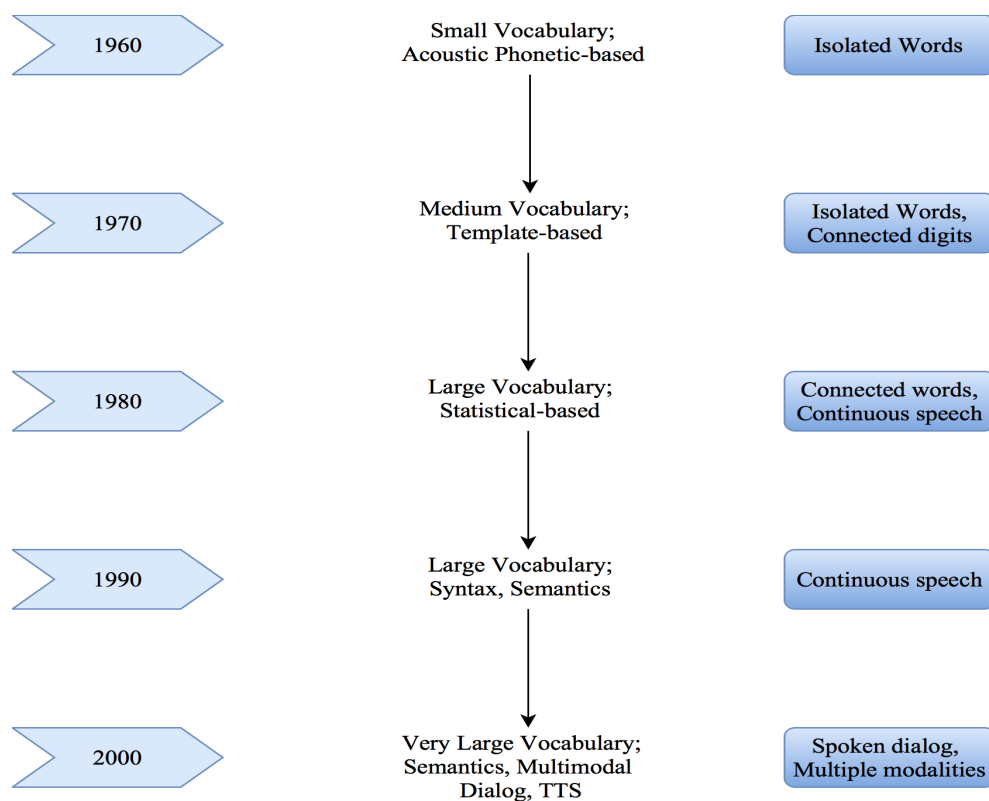 1960
Small Vocabulary;
Acoustic Phonetic-based
Isolated Words
1970
Medium Vocabulary;
Template-based
Isolated Words,
Connected digits
1980
Large Vocabulary;
Statistical-based
Connected words,
Continuous speech
1990
Large Vocabulary;
Syntax, Semantics
Continuous speech
2000
Very Large Vocabulary;
Semantics, Multimodal
Dialog, TTS
Spoken dialog,
Multiple modalities